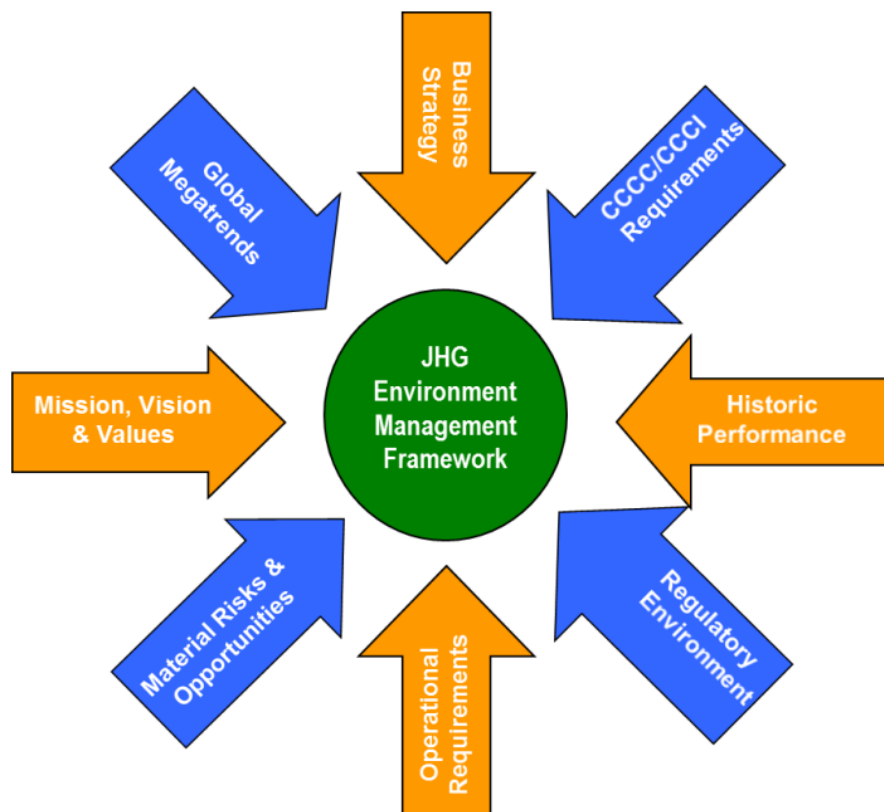 Business
Strategy
CCCC/CCCI
Requirements
Global
Megatrends
JHG
Environment
Management
Framework
Mission, Vision
& Values
Historic
Performance
Material Risks &
Opportunities
Operational
Requirements
Regulatory
Environment